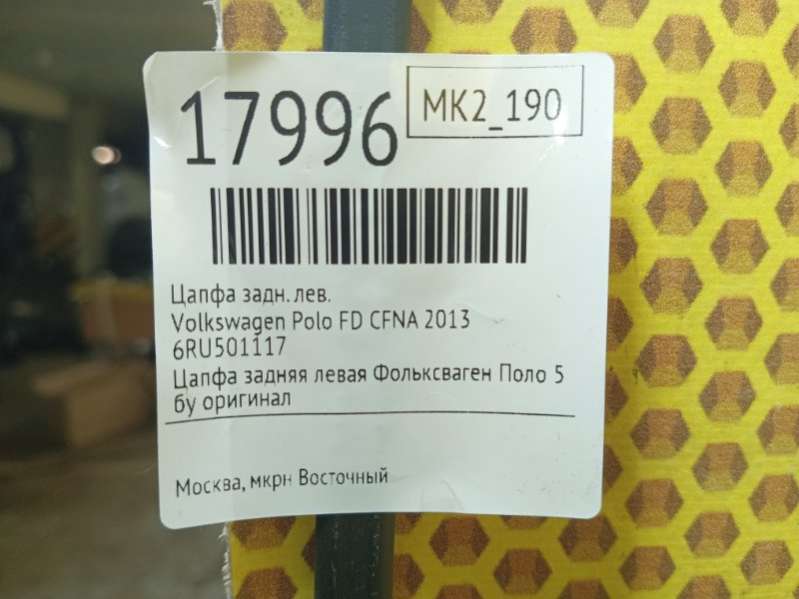 17996
МК2_190
Цапфа задн. лев.
Volkswagen Polo FD CFNA 2013
6RU501117
Цапфа задняя левая Фольксваген Поло 5
бу оригинал
Москва, мкрн Восточный